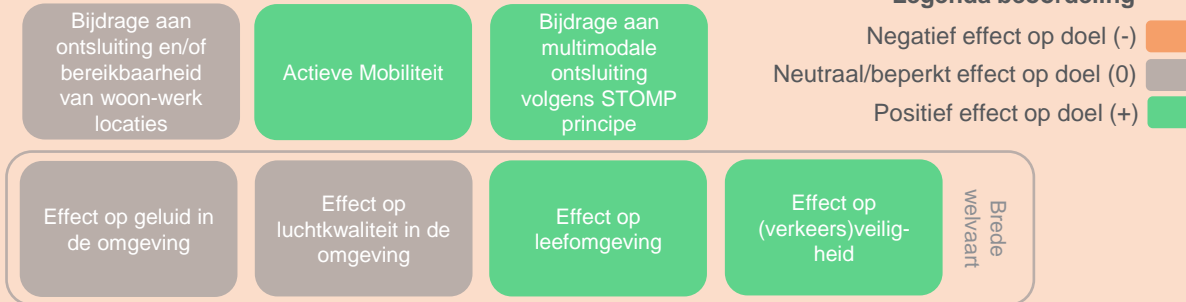 Legenda beoordeling
Bijdrage aan
ontsluiting en/of
bereikbaarheid
van woon-werk
locaties
Actieve Mobiliteit
Bijdrage aan
multimodale
ontsluiting
volgens STOMP
principe
Negatief effect op doel (-)
Neutraal/beperkt effect op doel (0)
Positief effect op doel (+)
Effect op geluid in
de omgeving
Effect op
luchtkwaliteit in de
omgeving
Effect op
leefomgeving
Effect op
(verkeers)veilig-
heid
Brede
welvaart